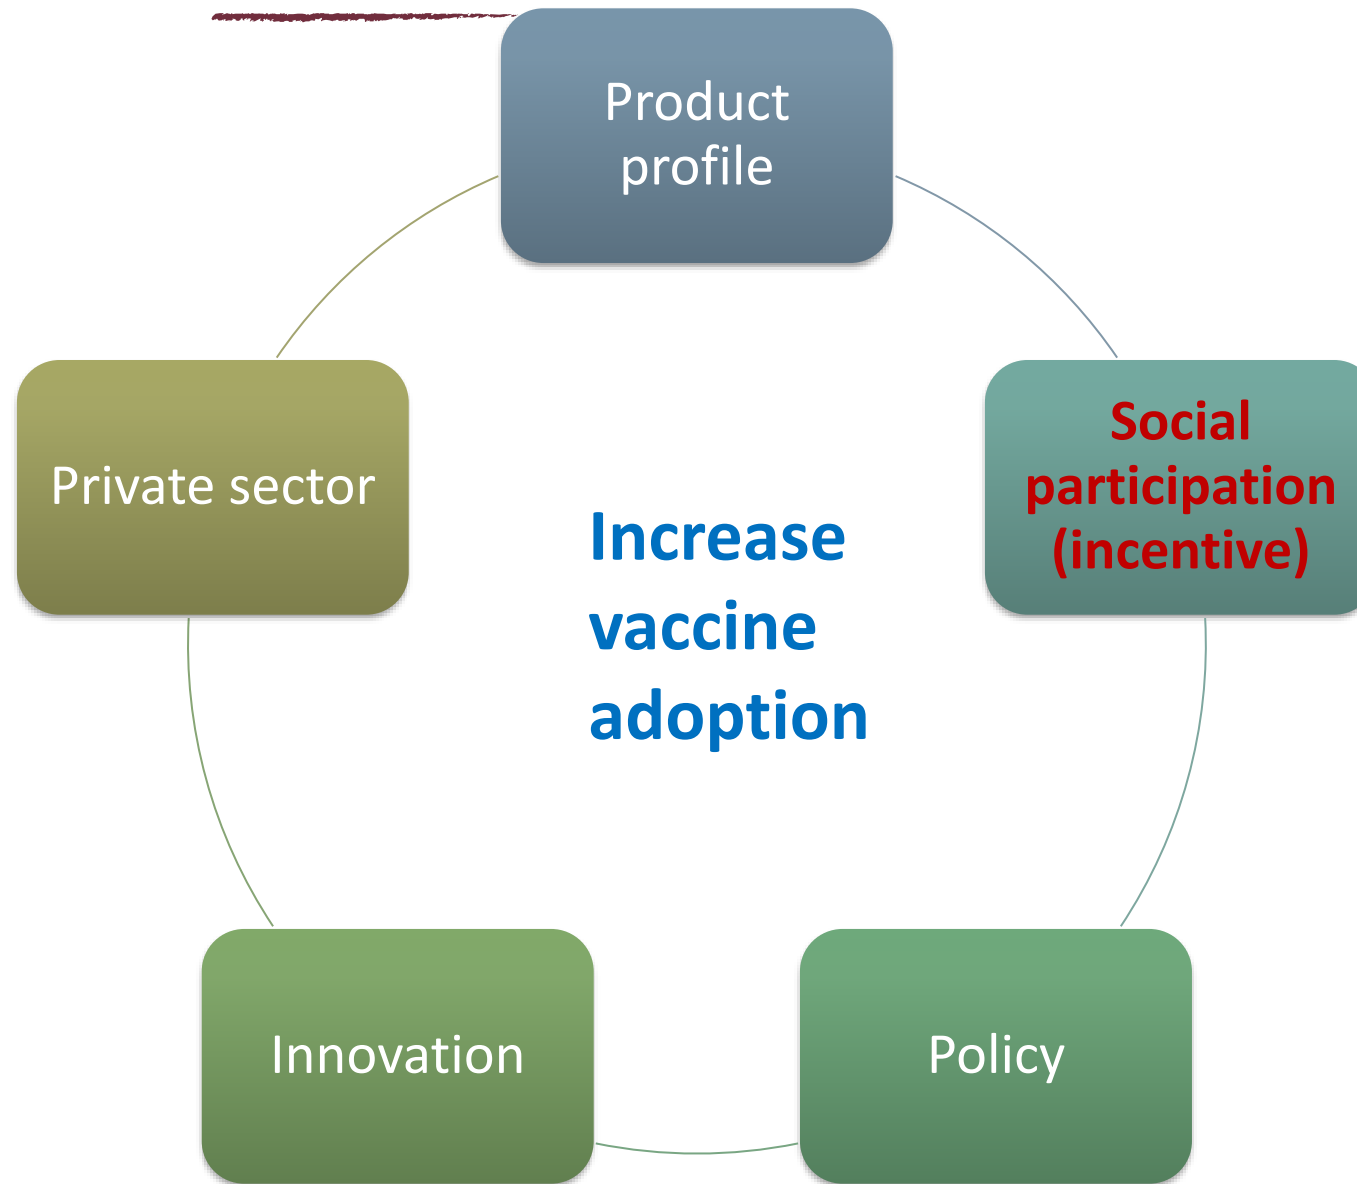 Product
profile
Social
participation
(incentive)
Private sector
Increase
vaccine
adoption
Innovation
Policy